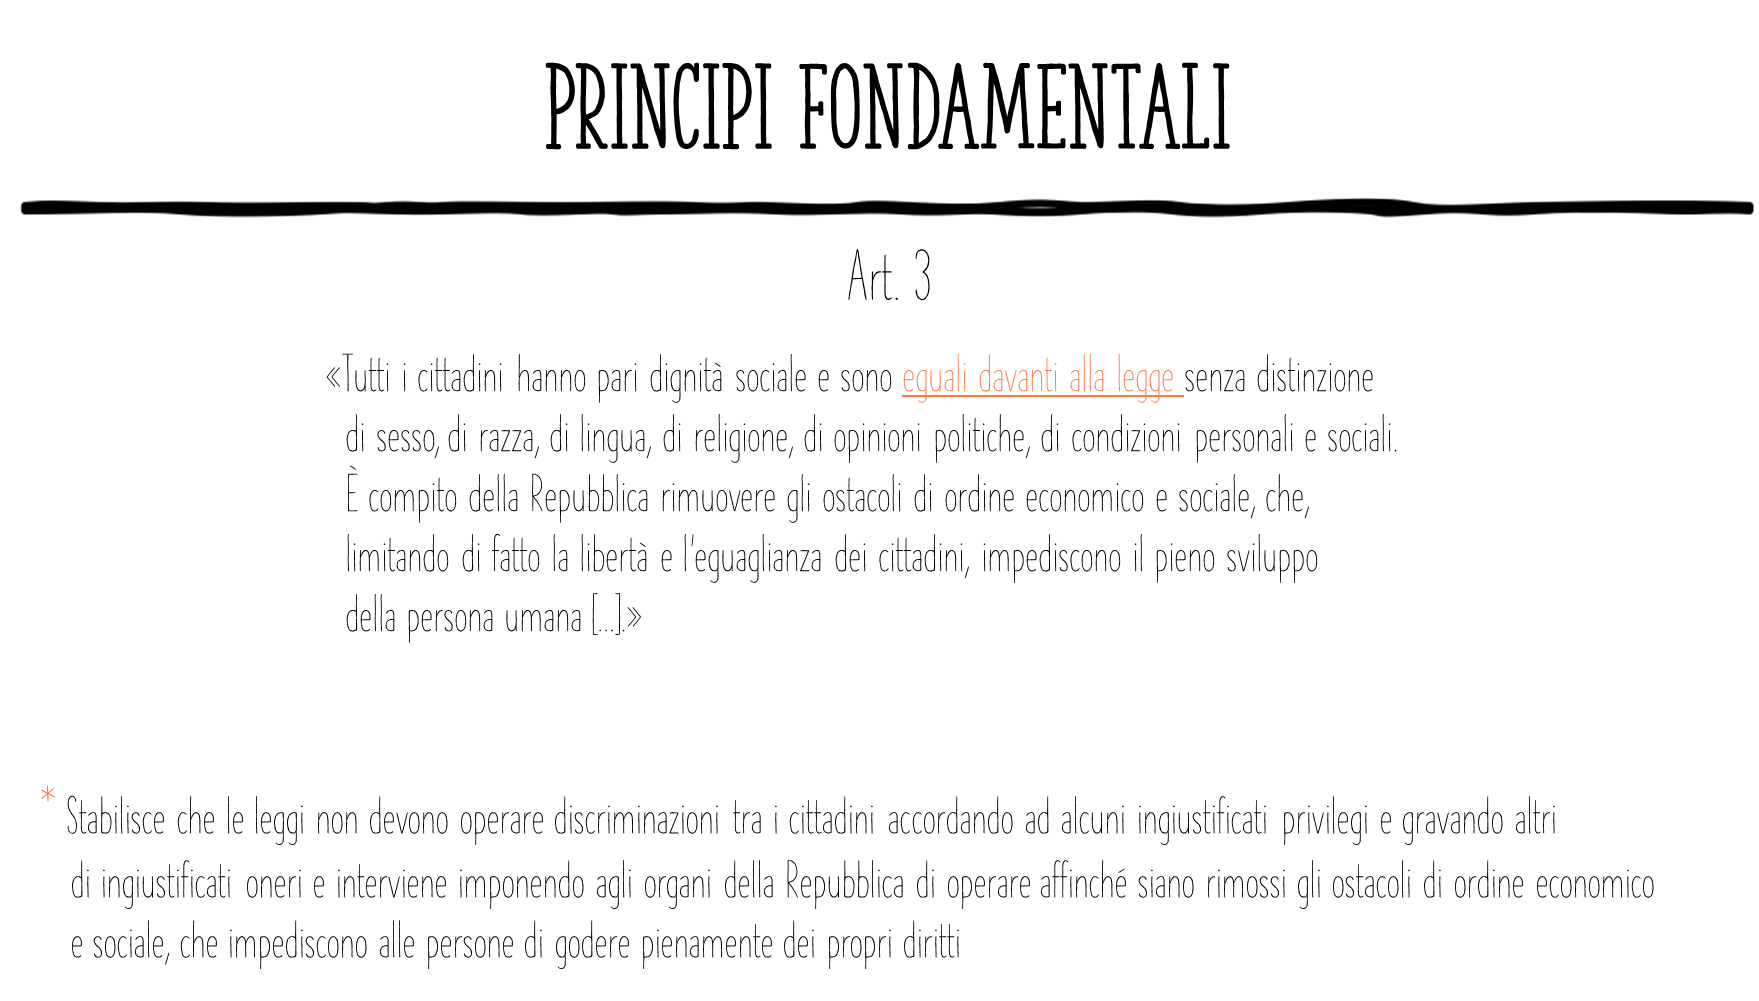 PRINCIPI FONDAMENTALI
Art. 3
«Tutti i cittadini hanno pari dignità sociale e sono eguali davanti alla legge senza distinzione
di sesso, di razza, di lingua, di religione, di opinioni politiche, di condizioni personali e sociali.
È compito della Repubblica rimuovere gli ostacoli di ordine economico e sociale, che,
limitando di fatto la libertà e l'eguaglianza dei cittadini, impediscono il pieno sviluppo
della persona umana [...].»
* Stabilisce che le leggi non devono operare discriminazioni tra i cittadini accordando ad alcuni ingiustificati privilegi e gravando altri
di ingiustificati oneri e interviene imponendo agli organi della Repubblica di operare affinché siano rimossi gli ostacoli di ordine economico
e sociale, che impediscono alle persone di godere pienamente dei propri diritti